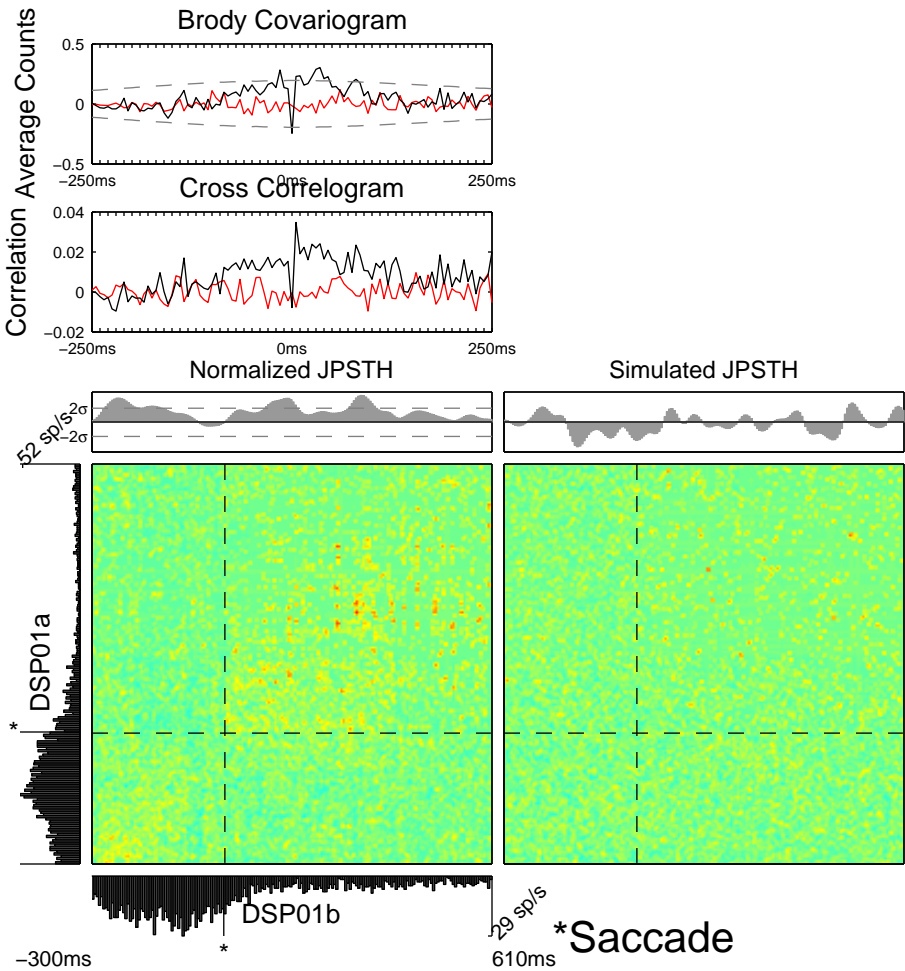 Brody Covariogram
Average Counts
0.5
0
−0.5
−250ms
0ms
250ms
Cross Correlogram
Correlation
0.04
0.02
0
−0.02
−250ms
0ms
250ms
Normalized JPSTH
Simulated JPSTH
2σ
−2σ
52 sp/s
DSP01a
*
DSP01b
*
29 sp/s
*Saccade
−300ms
610ms